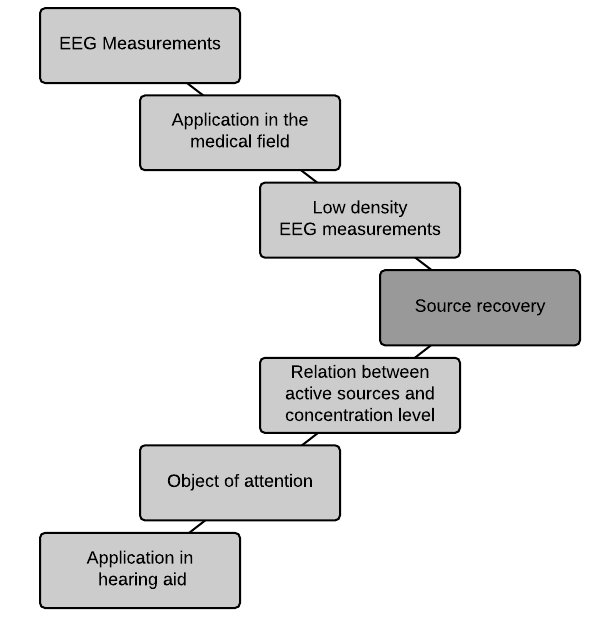 EEG Measurements
Application in the
medical field
Low density
EEG measurements
Source recovery
Relation between
active sources and
concentration level
Object of attention
Application in
hearing aid